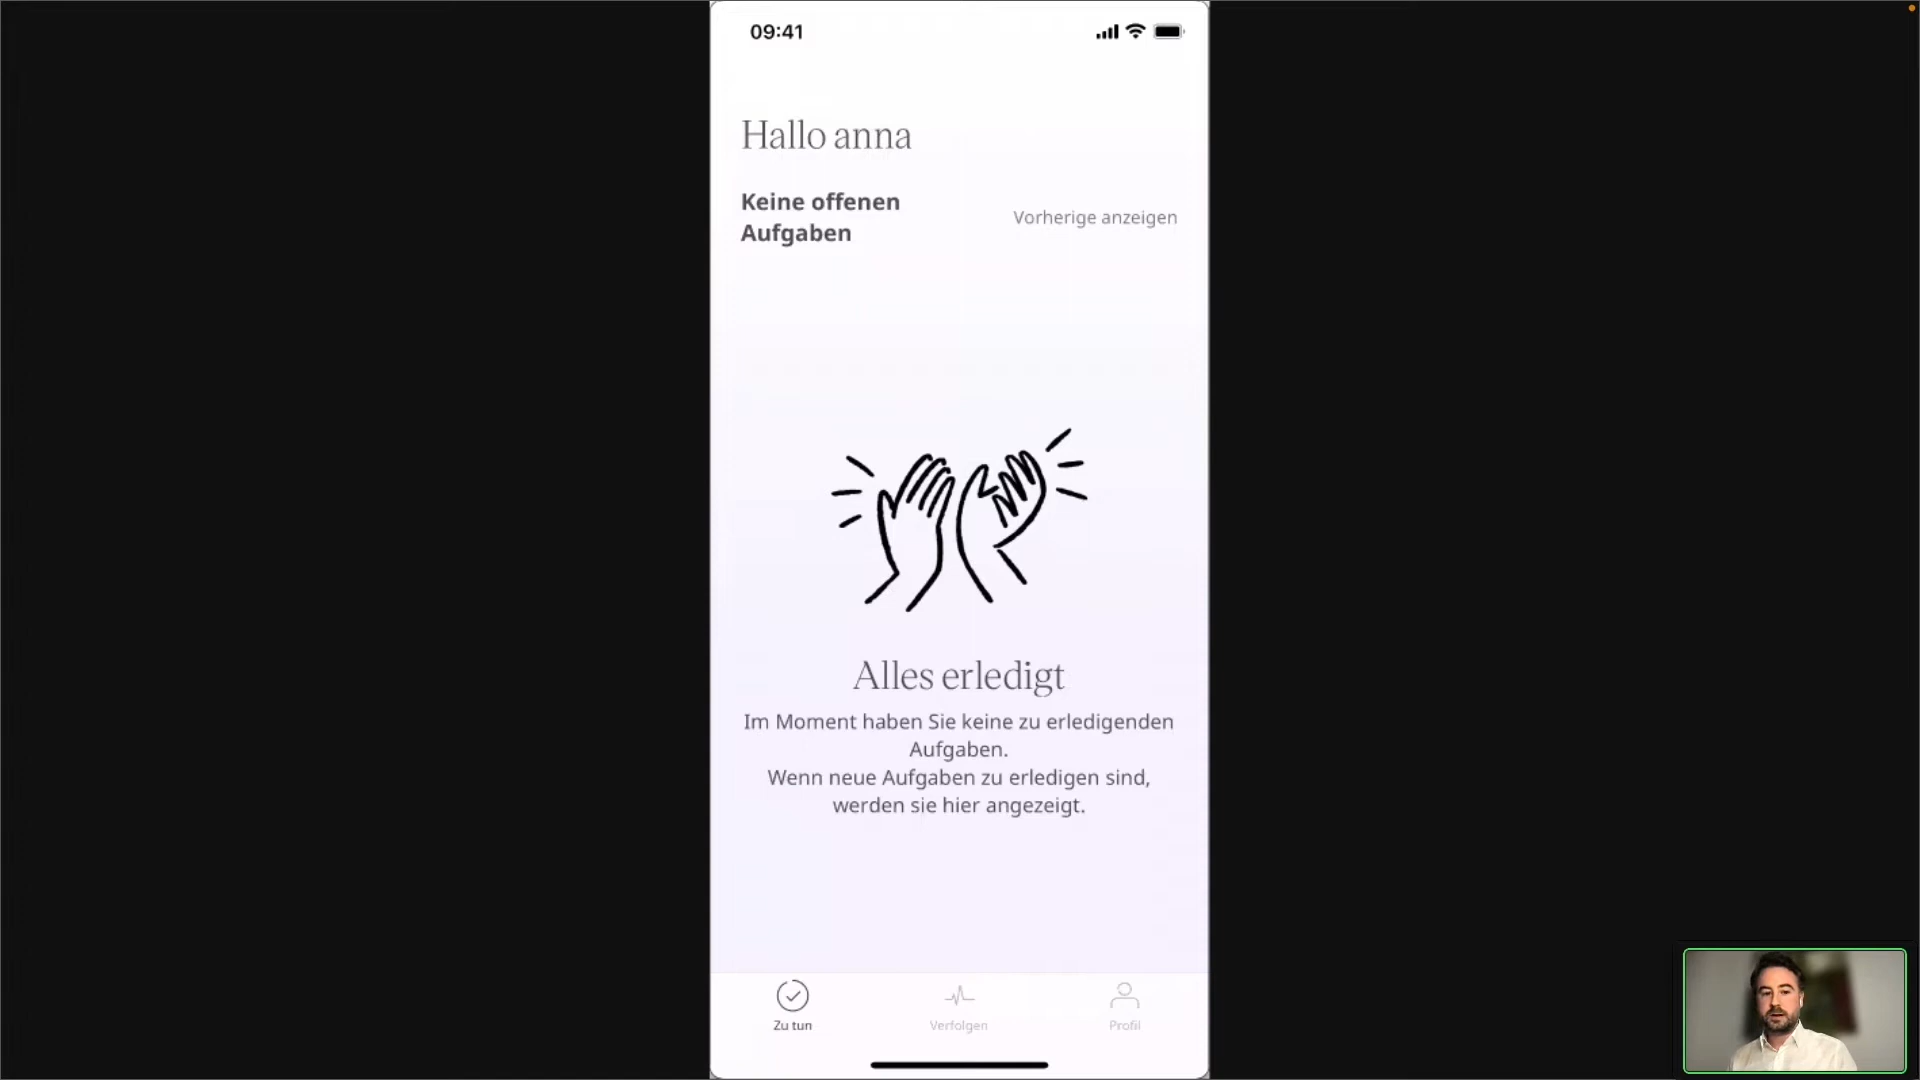 09:41
Hallo anna
Keine offenen
Aufgaben
Vorherige anzeigen
Alles erledigt
Im Moment haben Sie keine zu erledigenden
Aufgaben.
Wenn neue Aufgaben zu erledigen sind,
werden sie hier angezeigt.
Zu tun
Verfolgen
Profil